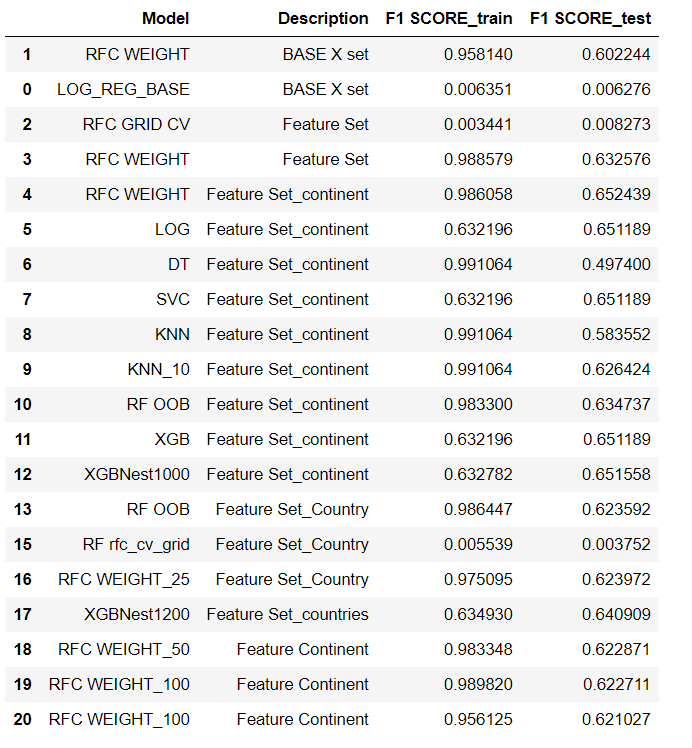 Model Description F1 SCORE_train F1 SCORE_test
1 RFC WEIGHT BASE X set 0.958140 0.602244
0 LOG_REG_BASE BASE X set 0.006351 0.006276
2 RFC GRID CV Feature Set 0.003441 0.008273
3 RFC WEIGHT Feature Set 0.988579 0.632576
4 RFC WEIGHT Feature Set_continent 0.986058 0.652439
5 LOG Feature Set_continent 0.632196 0.651189
6 DT Feature Set_continent 0.991064 0.497400
7 SVC Feature Set_continent 0.632196 0.651189
8 KNN Feature Set_continent 0.991064 0.583552
9 KNN_10 Feature Set_continent 0.991064 0.626424
10 RF OOB Feature Set_continent 0.983300 0.634737
11 XGB Feature Set_continent 0.632196 0.651189
12 XGBNest1000 Feature Set_continent 0.632782 0.651558
13 RF OOB Feature Set_Country 0.986447 0.623592
15 RF rfc_cv_grid Feature Set_Country 0.005539 0.003752
16 RFC WEIGHT_25 Feature Set_Country 0.975095 0.623972
17 XGBNest1200 Feature Set_countries 0.634930 0.640909
18 RFC WEIGHT_50 Feature Continent 0.983348 0.622871
19 RFC WEIGHT_100 Feature Continent 0.989820 0.622711
20 RFC WEIGHT_100 Feature Continent 0.956125 0.621027